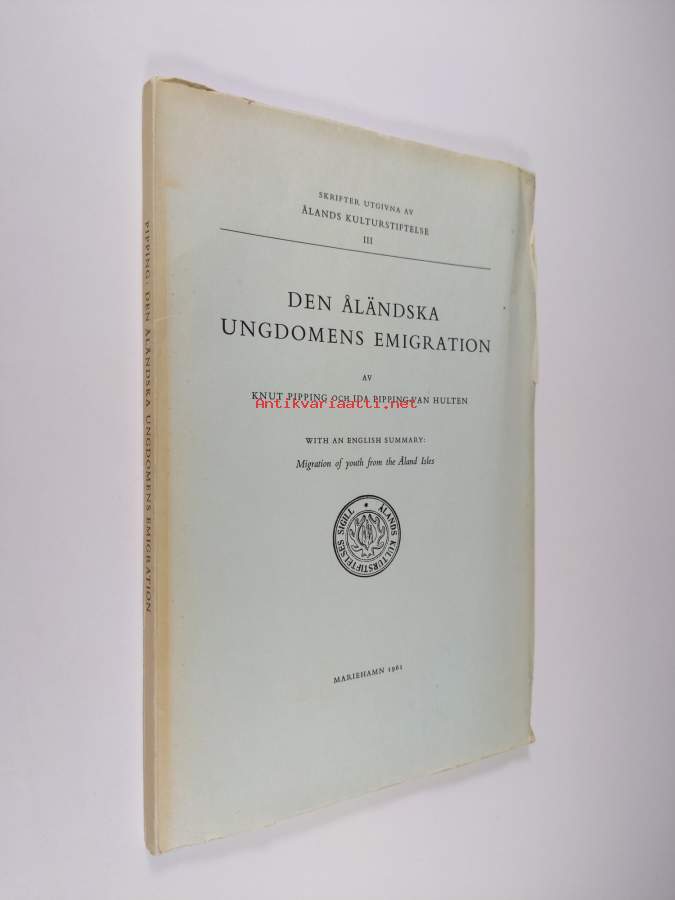 SKRIFTER UTGIVNA AV
ÅLANDS KULTURSTIFTELSE
III
DEN ÅLÄNDSKA
UNGDOMENS EMIGRATION
AV
KNUT PIPPING OCH IDA PIPPING-VAN HULTEN
Antikvariaatti.net
WITH AN ENGLISH SUMMARY:
Migration of youth from the Åland Isles
ÅLANDS KULTURSTIFTELSES SIGILL
MARIEHAMN 1961
PIPPING: DEN ÅLÄNDSKA UNGDOMENS EMIGRATION